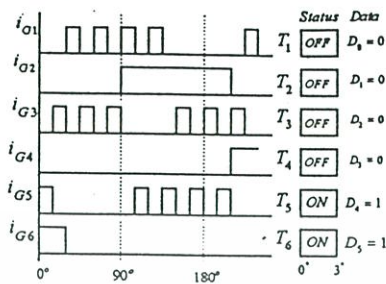 Status Data
i_G1 T_1 OFF D_0 = 0
i_G2 T_2 OFF D_1 = 0
i_G3 T_3 OFF D_2 = 0
i_G4 T_4 OFF D_3 = 0
i_G5 T_5 ON D_4 = 1
i_G6 T_6 ON D_5 = 1
0° 90° 180° 0° 3°